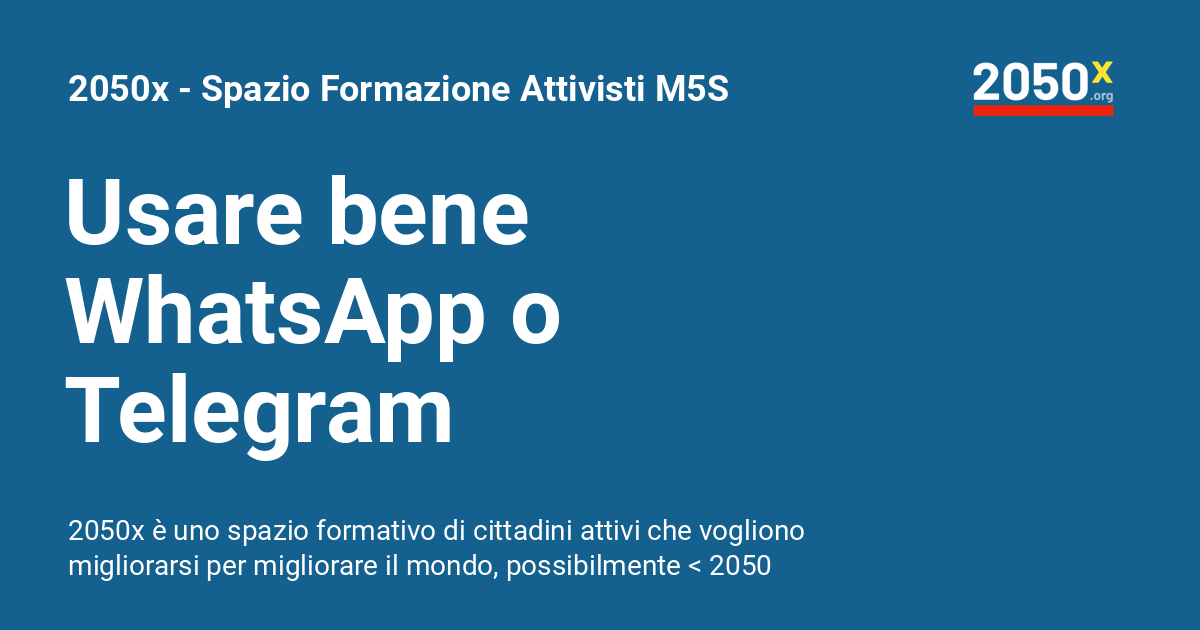 2050x - Spazio Formazione Attivisti M5S
2050x
.org
Usare bene
WhatsApp o
Telegram
2050x è uno spazio formativo di cittadini attivi che vogliono
migliorarsi per migliorare il mondo, possibilmente < 2050